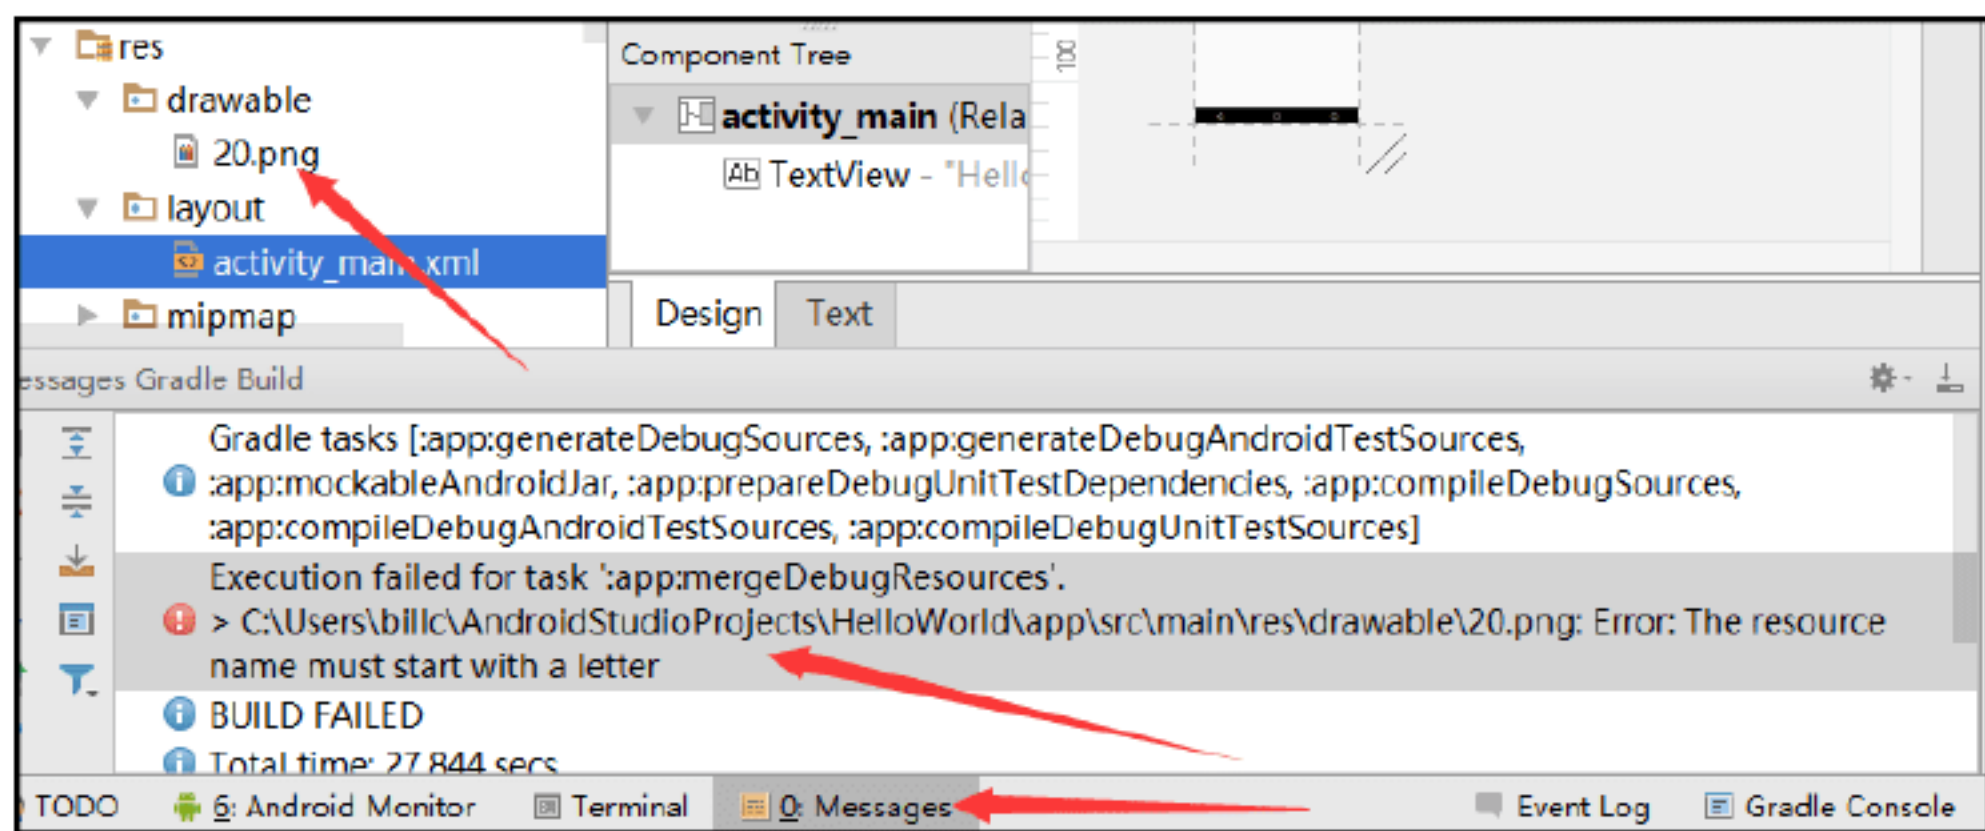 res
drawable
20.png
layout
activity_main.xml
mipmap
Component Tree
activity_main (Rela
Ab TextView - "Hello
100
Design Text
essages Gradle Build
Gradle tasks [:app:generateDebugSources, :app:generateDebugAndroidTestSources,
:app:mockableAndroidJar, :app:prepareDebugUnitTestDependencies, :app:compileDebugSources,
:app:compileDebugAndroidTestSources, :app:compileDebugUnitTestSources]
Execution failed for task ':app:mergeDebugResources'.
> C:\Users\billc\AndroidStudioProjects\HelloWorld\app\src\main\res\drawable\20.png: Error: The resource
name must start with a letter
BUILD FAILED
Total time: 27.844 secs
TODO 6: Android Monitor Terminal 0: Messages Event Log Gradle Console